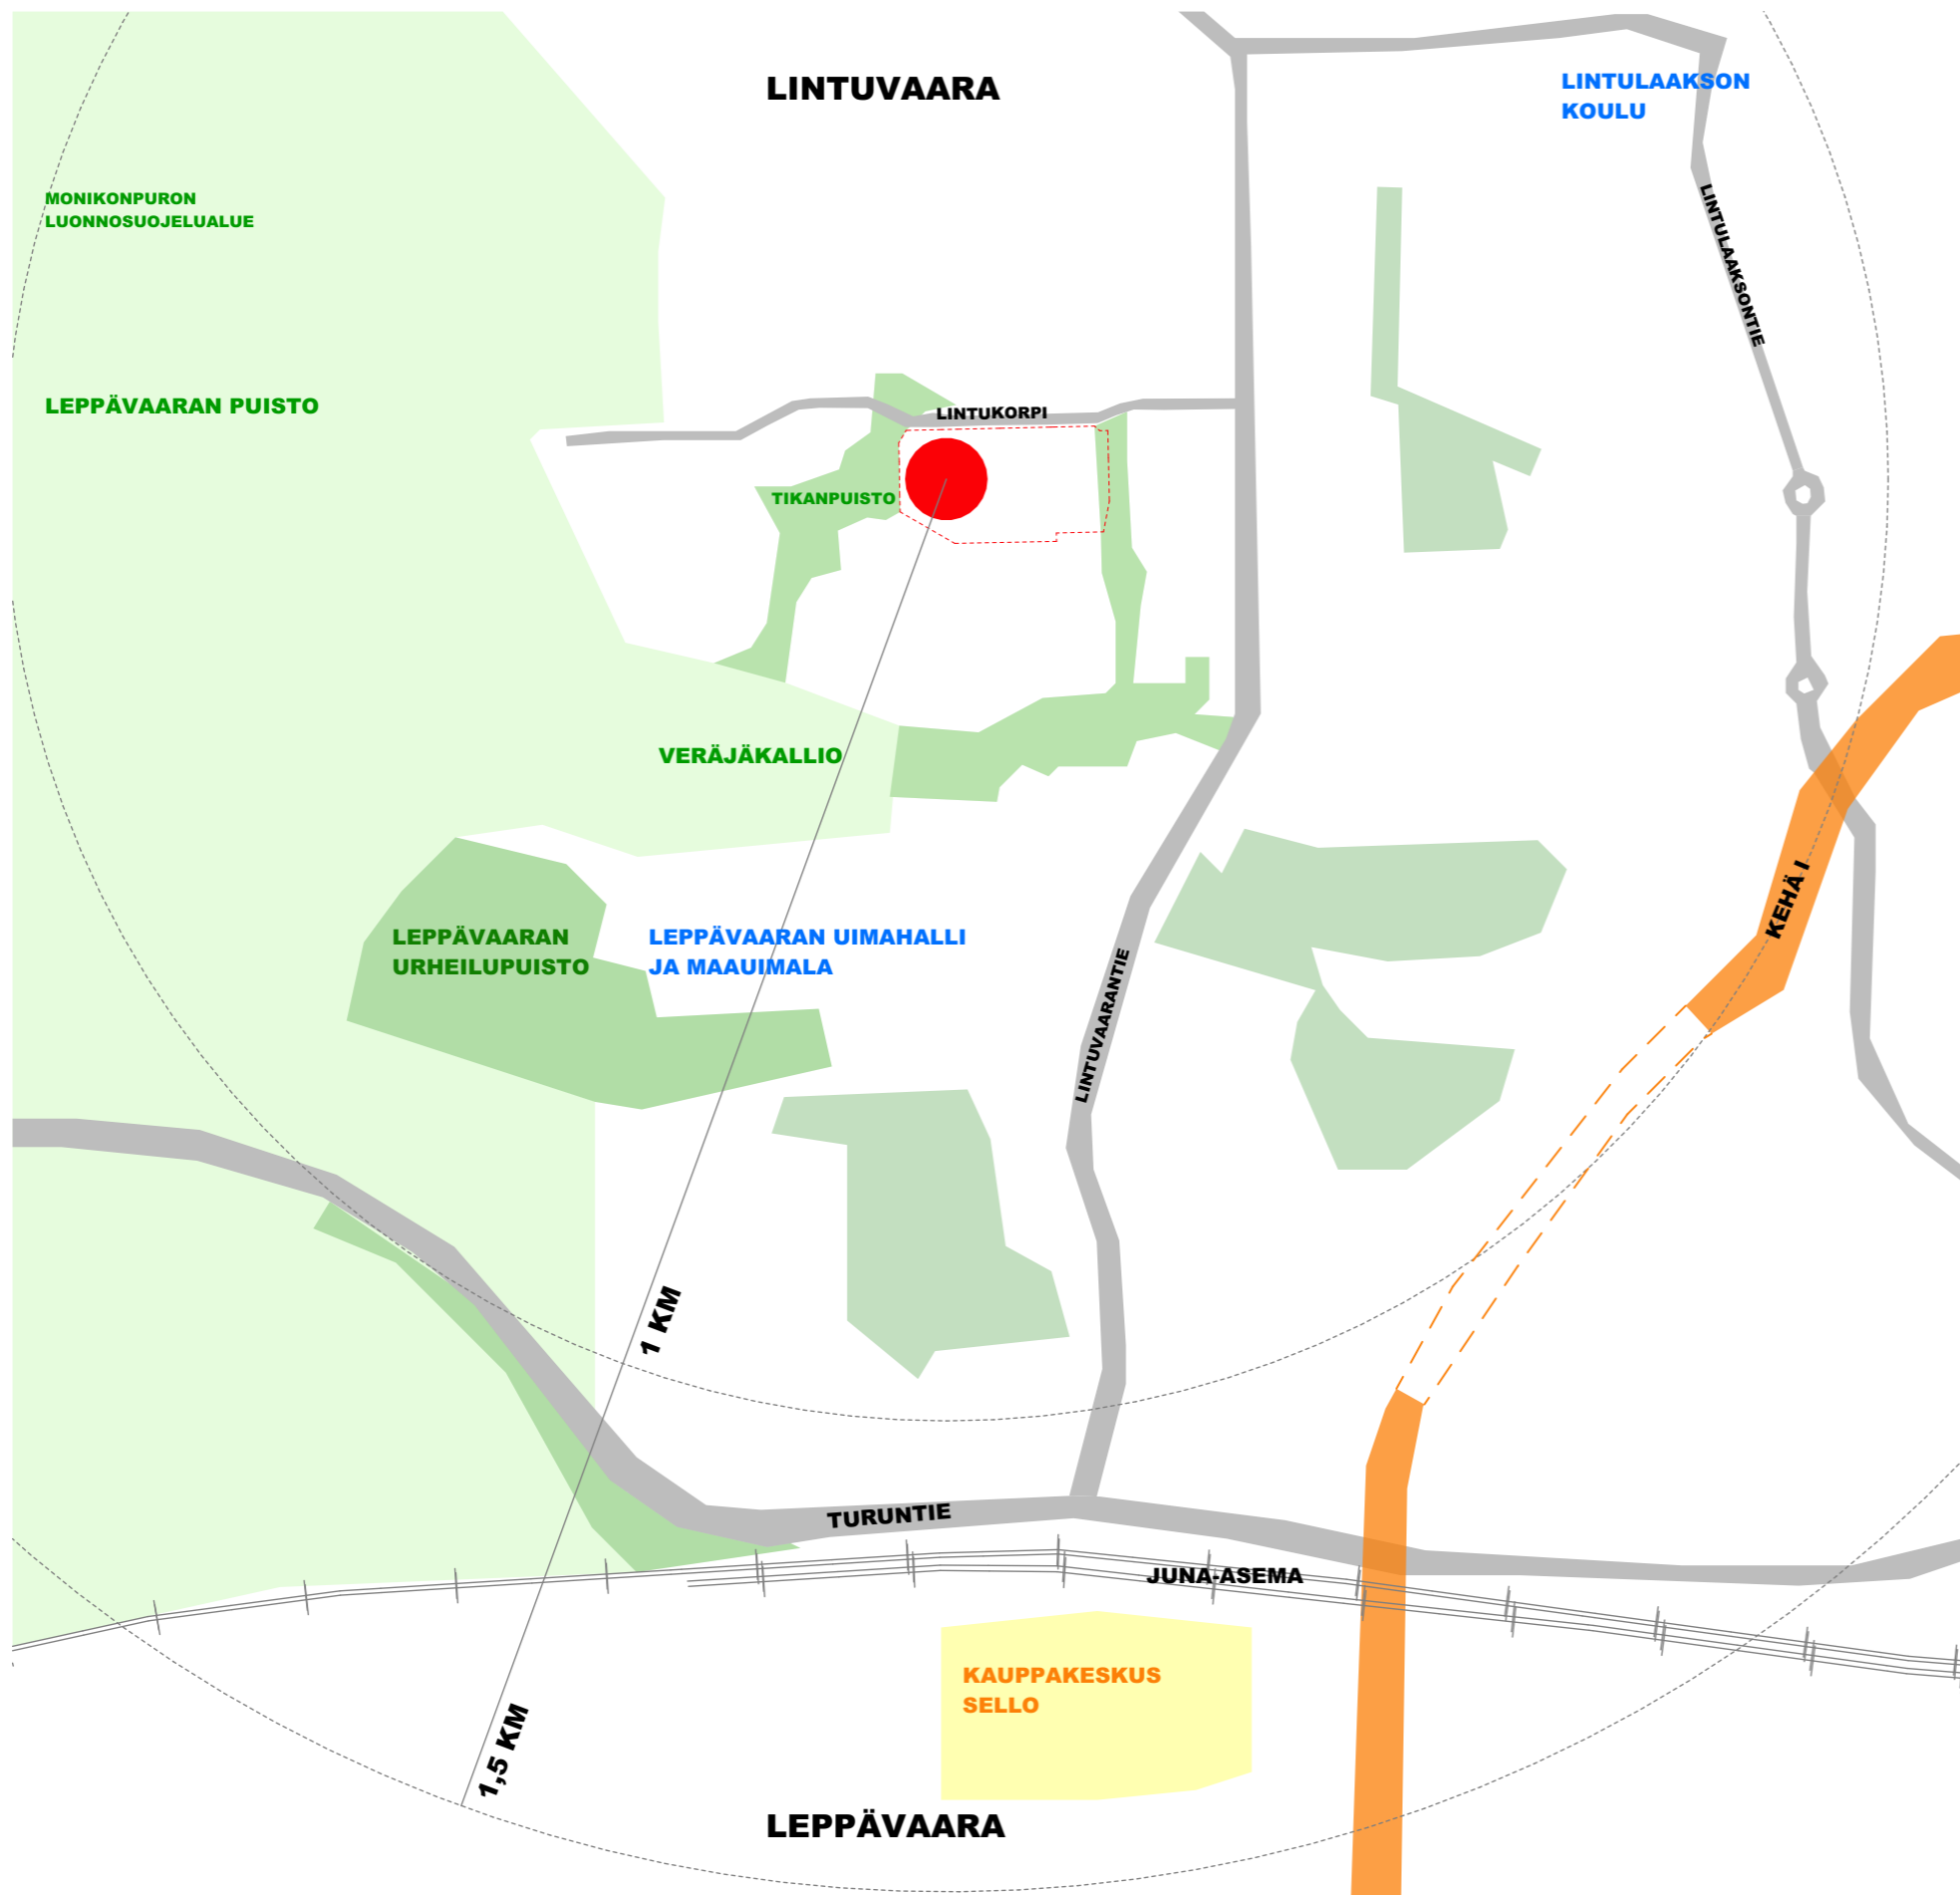 LINTUVAARA
LINTULAAKSON
KOULU
MONIKONPURON
LUONNOSUOJELUALUE
LINTULAAKSONTIE
LEPPÄVAARAN PUISTO
LINTUKORPI
TIKANPUISTO
VERÄJÄKALLIO
KEHÄ I
LEPPÄVAARAN
URHEILUPUISTO
LEPPÄVAARAN UIMAHALLI
JA MAAUIMALA
LINTUVAARANTIE
1 KM
TURUNTIE
JUNA-ASEMA
KAUPPAKESKUS
SELLO
1,5 KM
LEPPÄVAARA